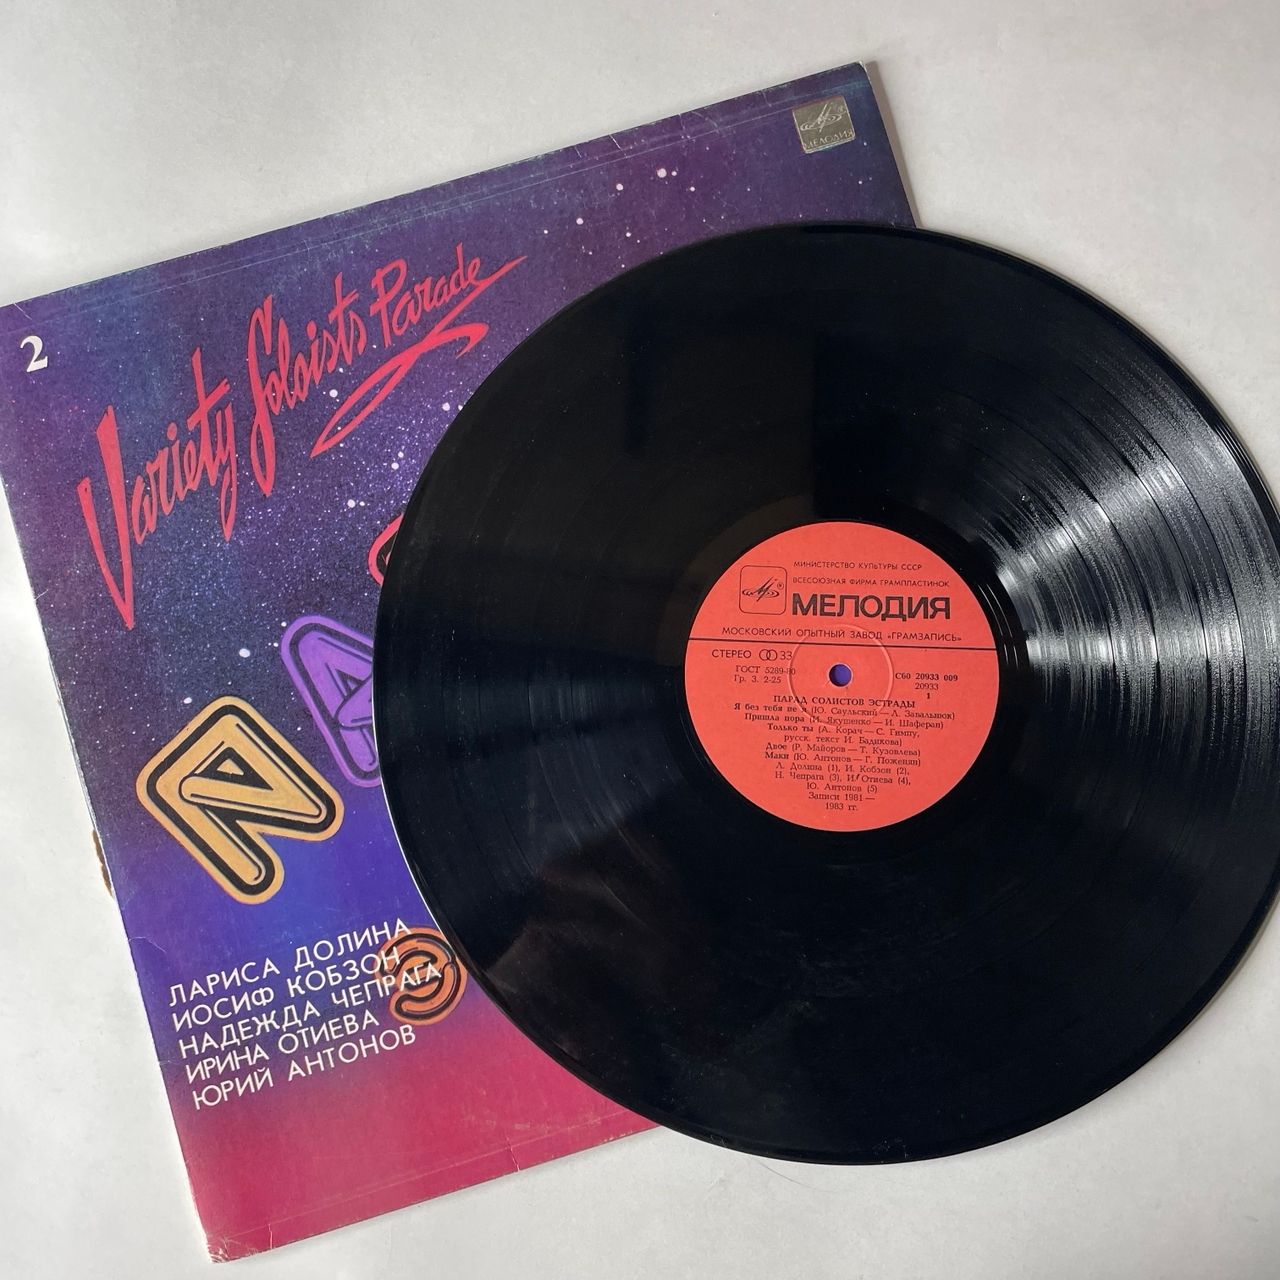 МЕЛОДИЯ
2
Variety Soloists Parade
ЛАРИСА ДОЛИНА
ИОСИФ КОБЗОН
НАДЕЖДА ЧЕПРАГА
ИРИНА ОТИЕВА
ЮРИЙ АНТОНОВ
МИНИСТЕРСТВО КУЛЬТУРЫ СССР
ВСЕСОЮЗНАЯ ФИРМА ГРАМПЛАСТИНОК
МЕЛОДИЯ
МОСКОВСКИЙ ОПЫТНЫЙ ЗАВОД «ГРАМЗАПИСЬ»
СТЕРЕО 33
ГОСТ 5289-80
Гр. 3. 2-25
С60 20933 009
20933
1
ПАРАД СОЛИСТОВ ЭСТРАДЫ
Я без тебя не я (Ю. Саульский — Л. Завальнюк)
Пришла пора (И. Якушенко — И. Шаферан)
Только ты (А. Корач — С. Гимпу,
русск. текст И. Бадикова)
Двое (Р. Майоров — Т. Кузовлева)
Маки (Ю. Антонов — Г. Поженян)
Л. Долина (1), И. Кобзон (2),
Н. Чепрага (3), И. Отиева (4),
Ю. Антонов (5)
Записи 1981 —
1983 гг.